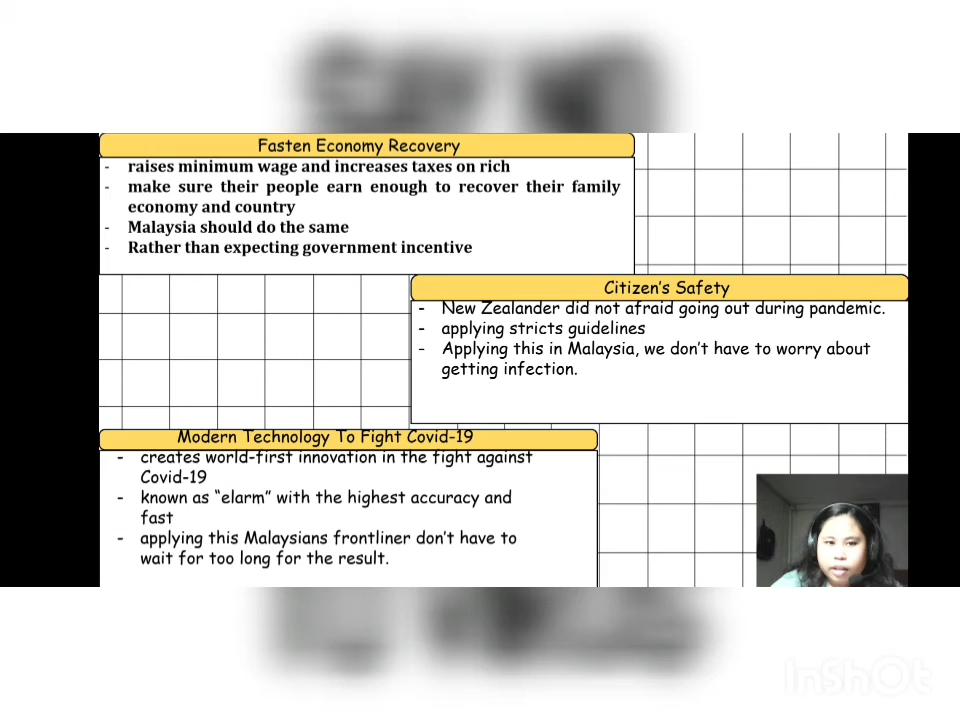 Fasten Economy Recovery
- raises minimum wage and increases taxes on rich
- make sure their people earn enough to recover their family
economy and country
- Malaysia should do the same
- Rather than expecting government incentive
Citizen's Safety
- New Zealander did not afraid going out during pandemic.
- applying stricts guidelines
- Applying this in Malaysia, we don't have to worry about
getting infection.
Modern Technology To Fight Covid-19
- creates world-first innovation in the fight against
Covid-19
- known as "elarm" with the highest accuracy and
fast
- applying this Malaysians frontliner don't have to
wait for too long for the result.
InShOt